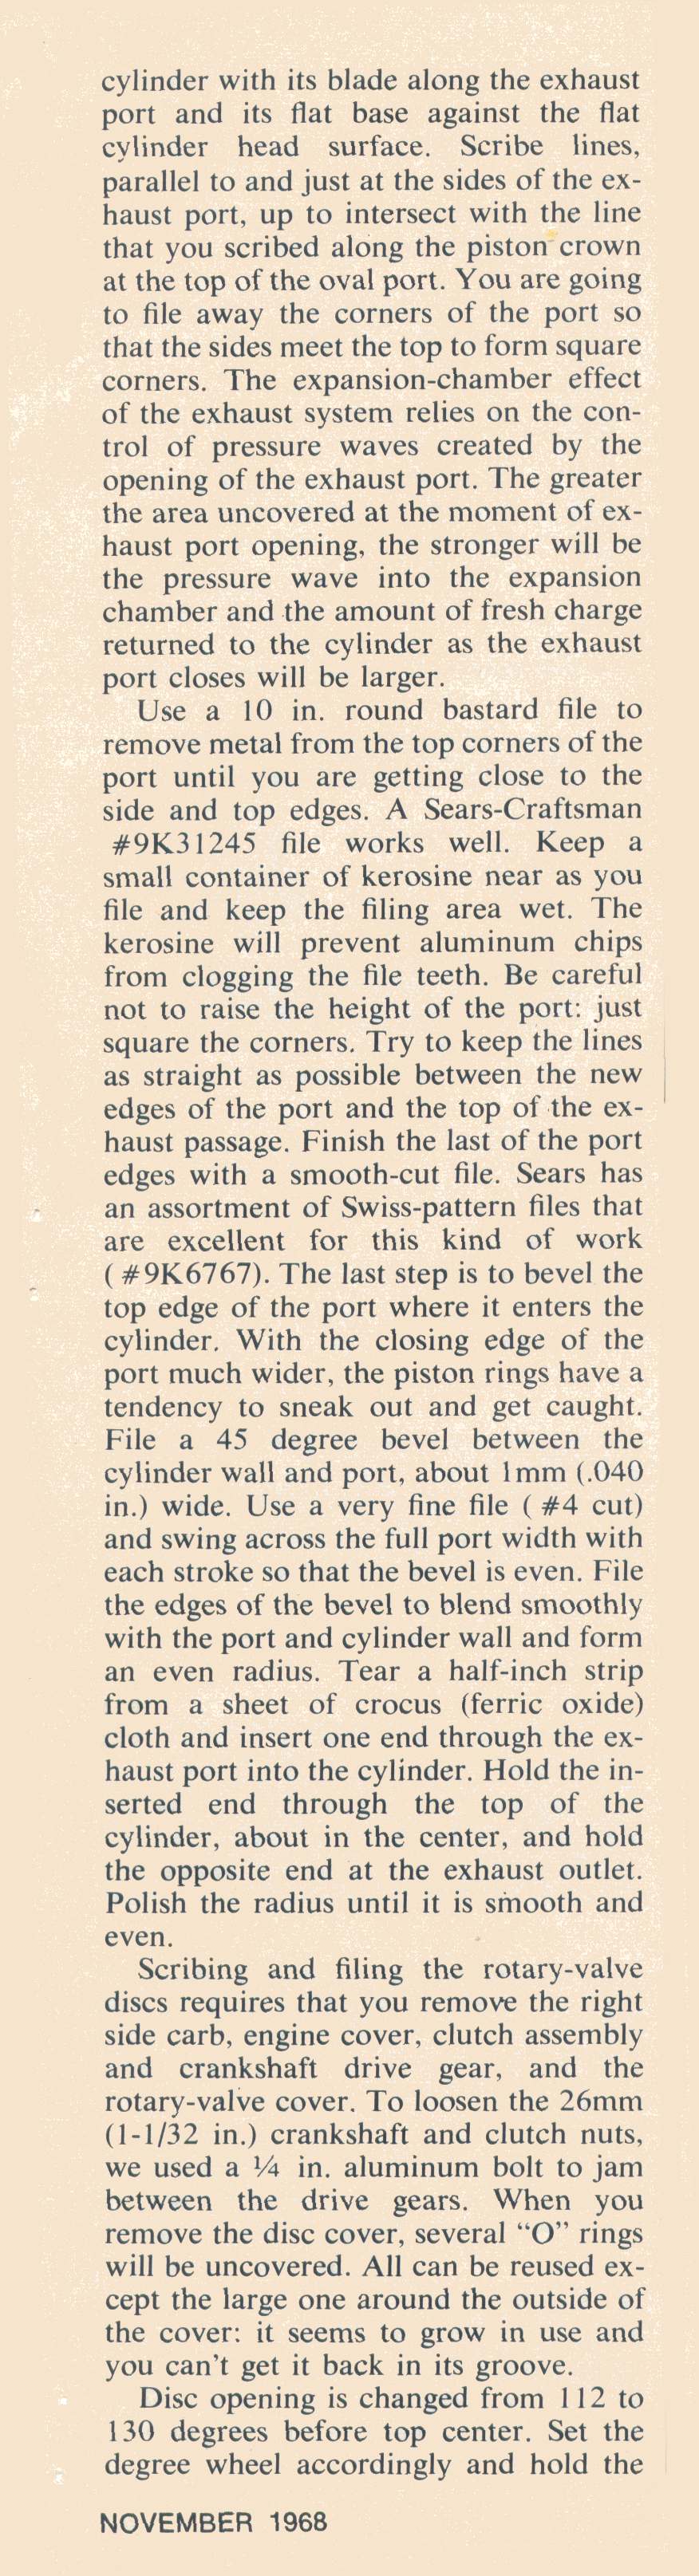 cylinder with its blade along the exhaust
port and its flat base against the flat
cylinder head surface. Scribe lines,
parallel to and just at the sides of the ex-
haust port, up to intersect with the line
that you scribed along the piston crown
at the top of the oval port. You are going
to file away the corners of the port so
that the sides meet the top to form square
corners. The expansion-chamber effect
of the exhaust system relies on the con-
trol of pressure waves created by the
opening of the exhaust port. The greater
the area uncovered at the moment of ex-
haust port opening, the stronger will be
the pressure wave into the expansion
chamber and the amount of fresh charge
returned to the cylinder as the exhaust
port closes will be larger.
Use a 10 in. round bastard file to
remove metal from the top corners of the
port until you are getting close to the
side and top edges. A Sears-Craftsman
#9K31245 file works well. Keep a
small container of kerosine near as you
file and keep the filing area wet. The
kerosine will prevent aluminum chips
from clogging the file teeth. Be careful
not to raise the height of the port: just
square the corners. Try to keep the lines
as straight as possible between the new
edges of the port and the top of the ex-
haust passage. Finish the last of the port
edges with a smooth-cut file. Sears has
an assortment of Swiss-pattern files that
are excellent for this kind of work
( #9K6767). The last step is to bevel the
top edge of the port where it enters the
cylinder. With the closing edge of the
port much wider, the piston rings have a
tendency to sneak out and get caught.
File a 45 degree bevel between the
cylinder wall and port, about 1mm (.040
in.) wide. Use a very fine file ( #4 cut)
and swing across the full port width with
each stroke so that the bevel is even. File
the edges of the bevel to blend smoothly
with the port and cylinder wall and form
an even radius. Tear a half-inch strip
from a sheet of crocus (ferric oxide)
cloth and insert one end through the ex-
haust port into the cylinder. Hold the in-
serted end through the top of the
cylinder, about in the center, and hold
the opposite end at the exhaust outlet.
Polish the radius until it is smooth and
even.
Scribing and filing the rotary-valve
discs requires that you remove the right
side carb, engine cover, clutch assembly
and crankshaft drive gear, and the
rotary-valve cover. To loosen the 26mm
(1-1/32 in.) crankshaft and clutch nuts,
we used a ¼ in. aluminum bolt to jam
between the drive gears. When you
remove the disc cover, several “O” rings
will be uncovered. All can be reused ex-
cept the large one around the outside of
the cover: it seems to grow in use and
you can't get it back in its groove.
Disc opening is changed from 112 to
130 degrees before top center. Set the
degree wheel accordingly and hold the
NOVEMBER 1968